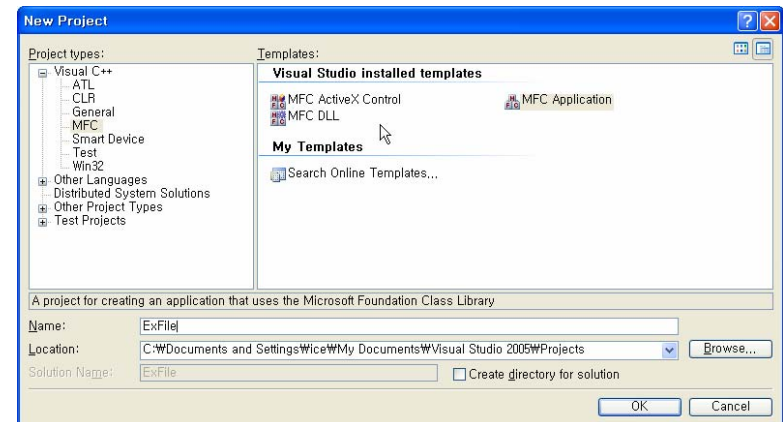 New Project
Project types:
Templates:
Visual C++
ATL
CLR
General
MFC
Smart Device
Test
Win32
Other Languages
Distributed System Solutions
Other Project Types
Test Projects
Visual Studio installed templates
MFC ActiveX Control
MFC Application
MFC DLL
My Templates
Search Online Templates...
A project for creating an application that uses the Microsoft Foundation Class Library
Name:
ExFile
Location:
C:₩Documents and Settings₩ice₩My Documents₩Visual Studio 2005₩Projects
Browse...
Solution Name:
ExFile
Create directory for solution
OK
Cancel